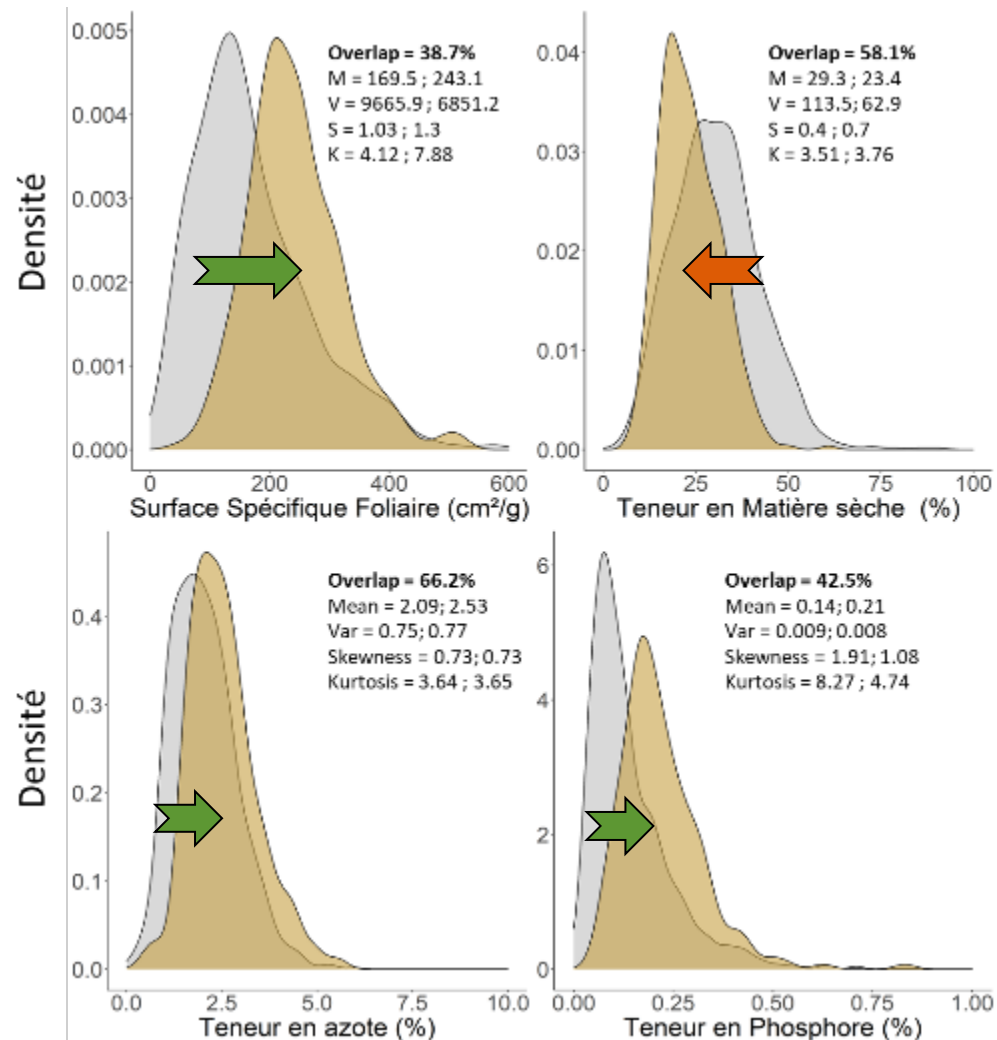 Densité
0.005
0.004
0.003
0.002
0.001
0.000
Overlap = 38.7%
M = 169.5 ; 243.1
V = 9665.9; 6851.2
S = 1.03 ; 1.3
K = 4.12 ; 7.88
0 200 400 600
Surface Spécifique Foliaire (cm²/g)
0.04
0.03
0.02
0.01
0.00
Overlap = 58.1%
M = 29.3 ; 23.4
V = 113.5; 62.9
S = 0.4 ; 0.7
K = 3.51 ; 3.76
0 25 50 75 100
Teneur en Matière sèche (%)
Densité
0.4
0.3
0.2
0.1
0.0
Overlap = 66.2%
Mean = 2.09; 2.53
Var = 0.75; 0.77
Skewness = 0.73; 0.73
Kurtosis = 3.64 ; 3.65
0.0 2.5 5.0 7.5 10.0
Teneur en azote (%)
6
4
2
0
Overlap = 42.5%
Mean = 0.14; 0.21
Var = 0.009; 0.008
Skewness = 1.91; 1.08
Kurtosis = 8.27 ; 4.74
0.00 0.25 0.50 0.75 1.00
Teneur en Phosphore (%)